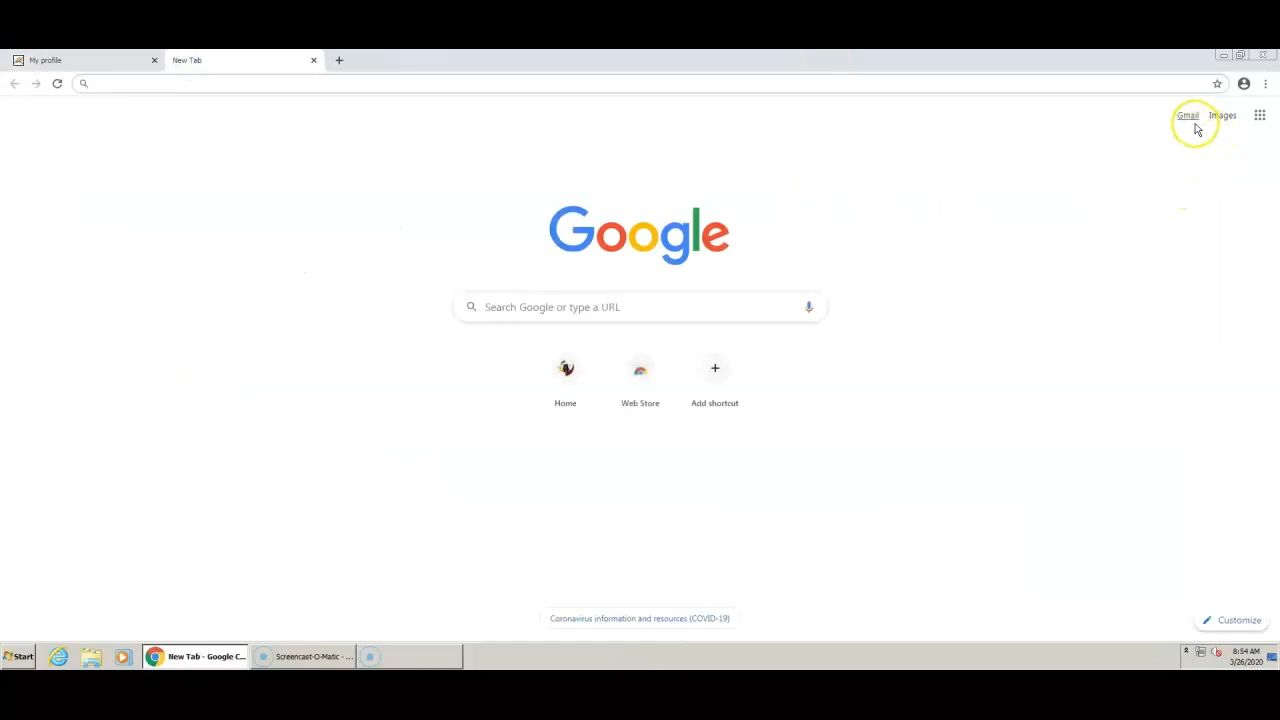 My profile
New Tab
Gmail Images
Google
Search Google or type a URL
Home Web Store Add shortcut
Coronavirus information and resources (COVID-19)
Customize
Start New Tab - Google C... Screencast-O-Matic - ... 8:54 AM
3/26/2020